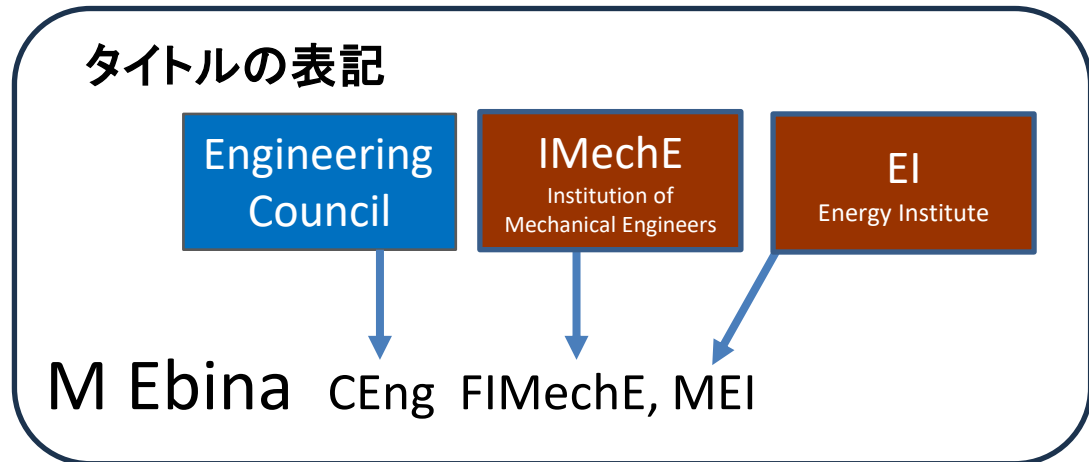 タイトルの表記
Engineering
Council
IMechE
Institution of
Mechanical Engineers
EI
Energy Institute
M Ebina CEng FIMechE, MEI